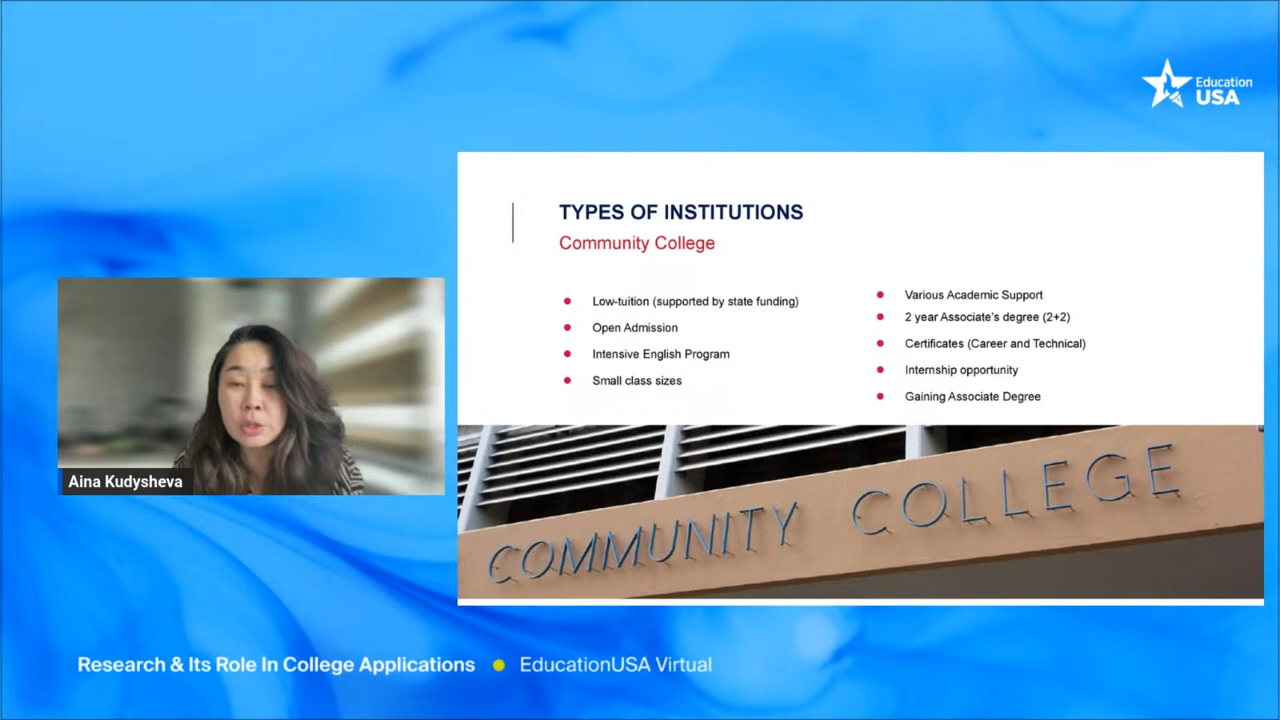 Education
USA
TYPES OF INSTITUTIONS
Community College
Low-tuition (supported by state funding)
Open Admission
Intensive English Program
Small class sizes
Various Academic Support
2 year Associate's degree (2+2)
Certificates (Career and Technical)
Internship opportunity
Gaining Associate Degree
COMMUNITY COLLEGE
Aina Kudysheva
Research & Its Role In College Applications
EducationUSA Virtual